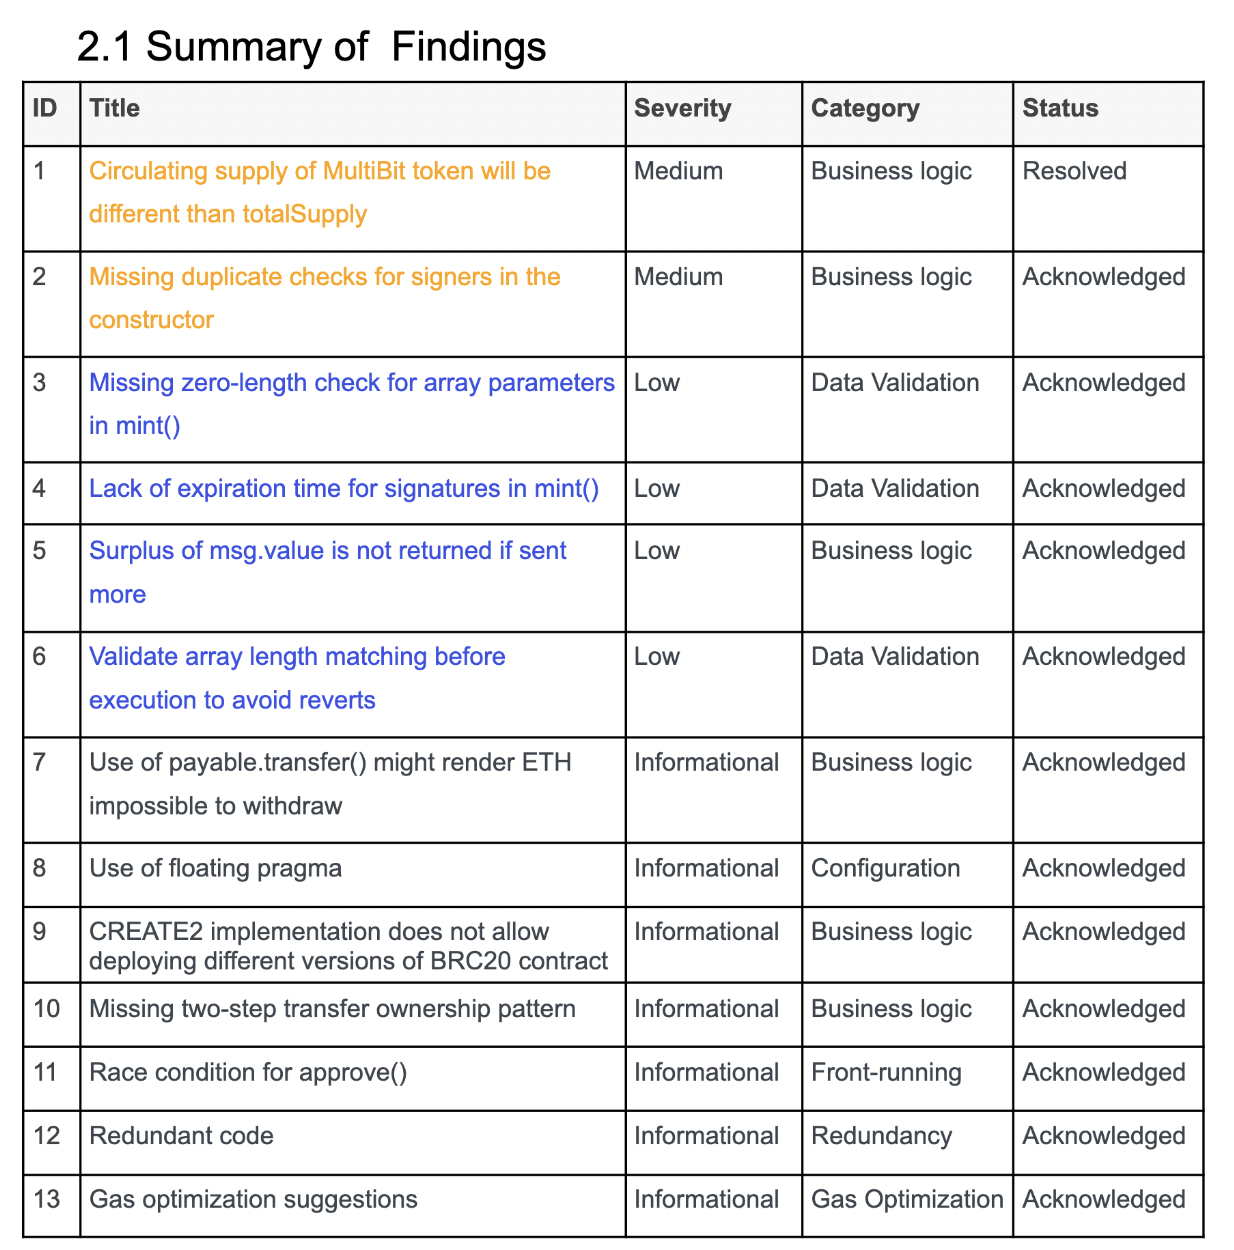 2.1 Summary of  Findings
ID Title Severity Category Status
1 Circulating supply of MultiBit token will be Medium Business logic Resolved
different than totalSupply
2 Missing duplicate checks for signers in the Medium Business logic Acknowledged
constructor
3 Missing zero-length check for array parameters Low Data Validation Acknowledged
in mint()
4 Lack of expiration time for signatures in mint() Low Data Validation Acknowledged
5 Surplus of msg.value is not returned if sent Low Business logic Acknowledged
more
6 Validate array length matching before Low Data Validation Acknowledged
execution to avoid reverts
7 Use of payable.transfer() might render ETH Informational Business logic Acknowledged
impossible to withdraw
8 Use of floating pragma Informational Configuration Acknowledged
9 CREATE2 implementation does not allow Informational Business logic Acknowledged
deploying different versions of BRC20 contract
10 Missing two-step transfer ownership pattern Informational Business logic Acknowledged
11 Race condition for approve() Informational Front-running Acknowledged
12 Redundant code Informational Redundancy Acknowledged
13 Gas optimization suggestions Informational Gas Optimization Acknowledged